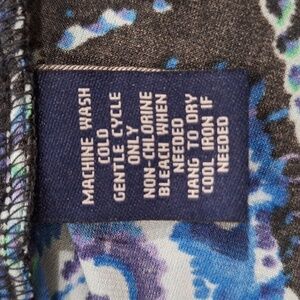 MACHINE WASH
COLD
GENTLE CYCLE
ONLY
NON-CHLORINE
BLEACH WHEN
NEEDED
HANG TO DRY
COOL IRON IF
NEEDED